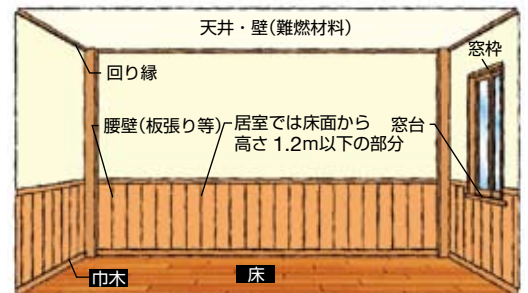 天井・壁(難燃材料)
窓枠
回り縁
腰壁(板張り等)
居室では床面から
高さ1.2m以下の部分
窓台
巾木
床